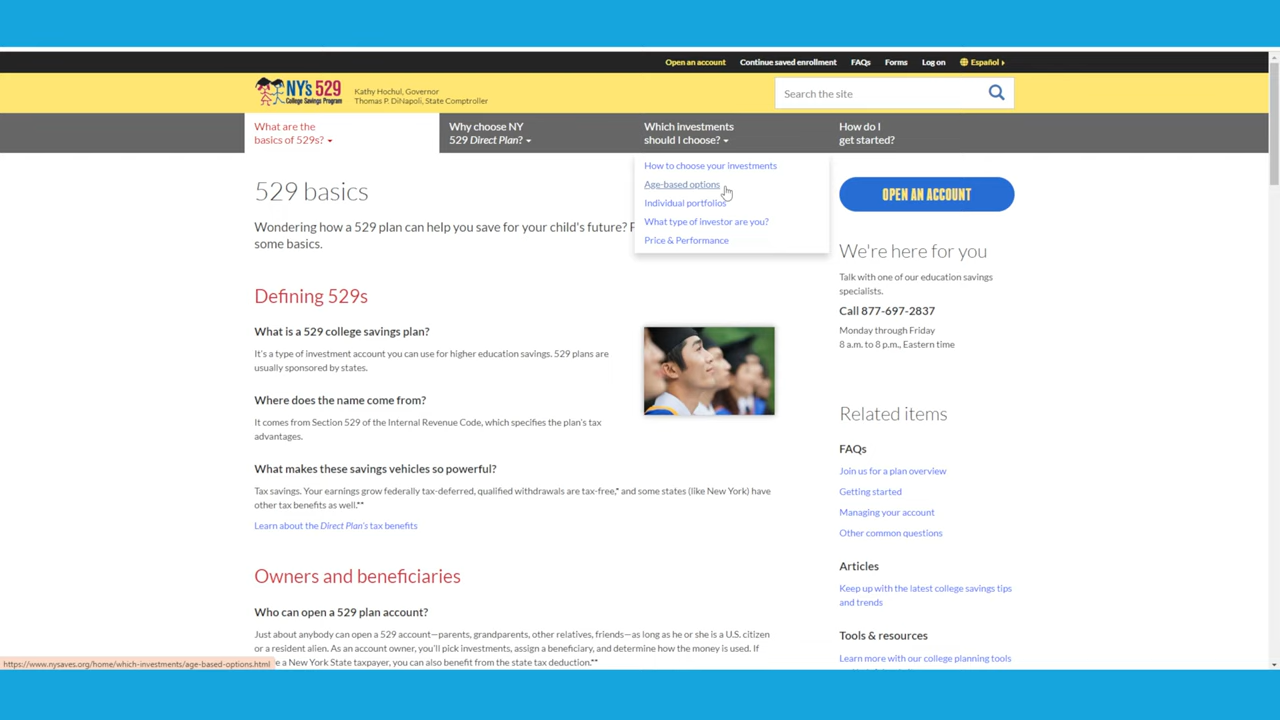 Open an account Continue saved enrollment FAQs Forms Log on Español
NY's 529
College Savings Program
Kathy Hochul, Governor
Thomas P. DiNapoli, State Comptroller
Search the site
What are the
basics of 529s?
Why choose NY
529 Direct Plan?
Which investments
should I choose?
How do I
get started?
How to choose your investments
Age-based options
Individual portfolios
What type of investor are you?
Price & Performance
529 basics
Wondering how a 529 plan can help you save for your child's future?
some basics.
Defining 529s
What is a 529 college savings plan?
It's a type of investment account you can use for higher education savings. 529 plans are
usually sponsored by states.
Where does the name come from?
It comes from Section 529 of the Internal Revenue Code, which specifies the plan's tax
advantages.
What makes these savings vehicles so powerful?
Tax savings. Your earnings grow federally tax-deferred, qualified withdrawals are tax-free,* and some states (like New York) have
other tax benefits as well.**
Learn about the Direct Plan's tax benefits
Owners and beneficiaries
Who can open a 529 plan account?
Just about anybody can open a 529 account—parents, grandparents, other relatives, friends—as long as he or she is a U.S. citizen
or a resident alien. As an account owner, you'll pick investments, assign a beneficiary, and determine how the money is used. If
e a New York State taxpayer, you can also benefit from the state tax deduction.**
OPEN AN ACCOUNT
We're here for you
Talk with one of our education savings
specialists.
Call 877-697-2837
Monday through Friday
8 a.m. to 8 p.m., Eastern time
Related items
FAQs
Join us for a plan overview
Getting started
Managing your account
Other common questions
Articles
Keep up with the latest college savings tips
and trends
Tools & resources
Learn more with our college planning tools
https://www.nysaves.org/home/which-investments/age-based-options.html